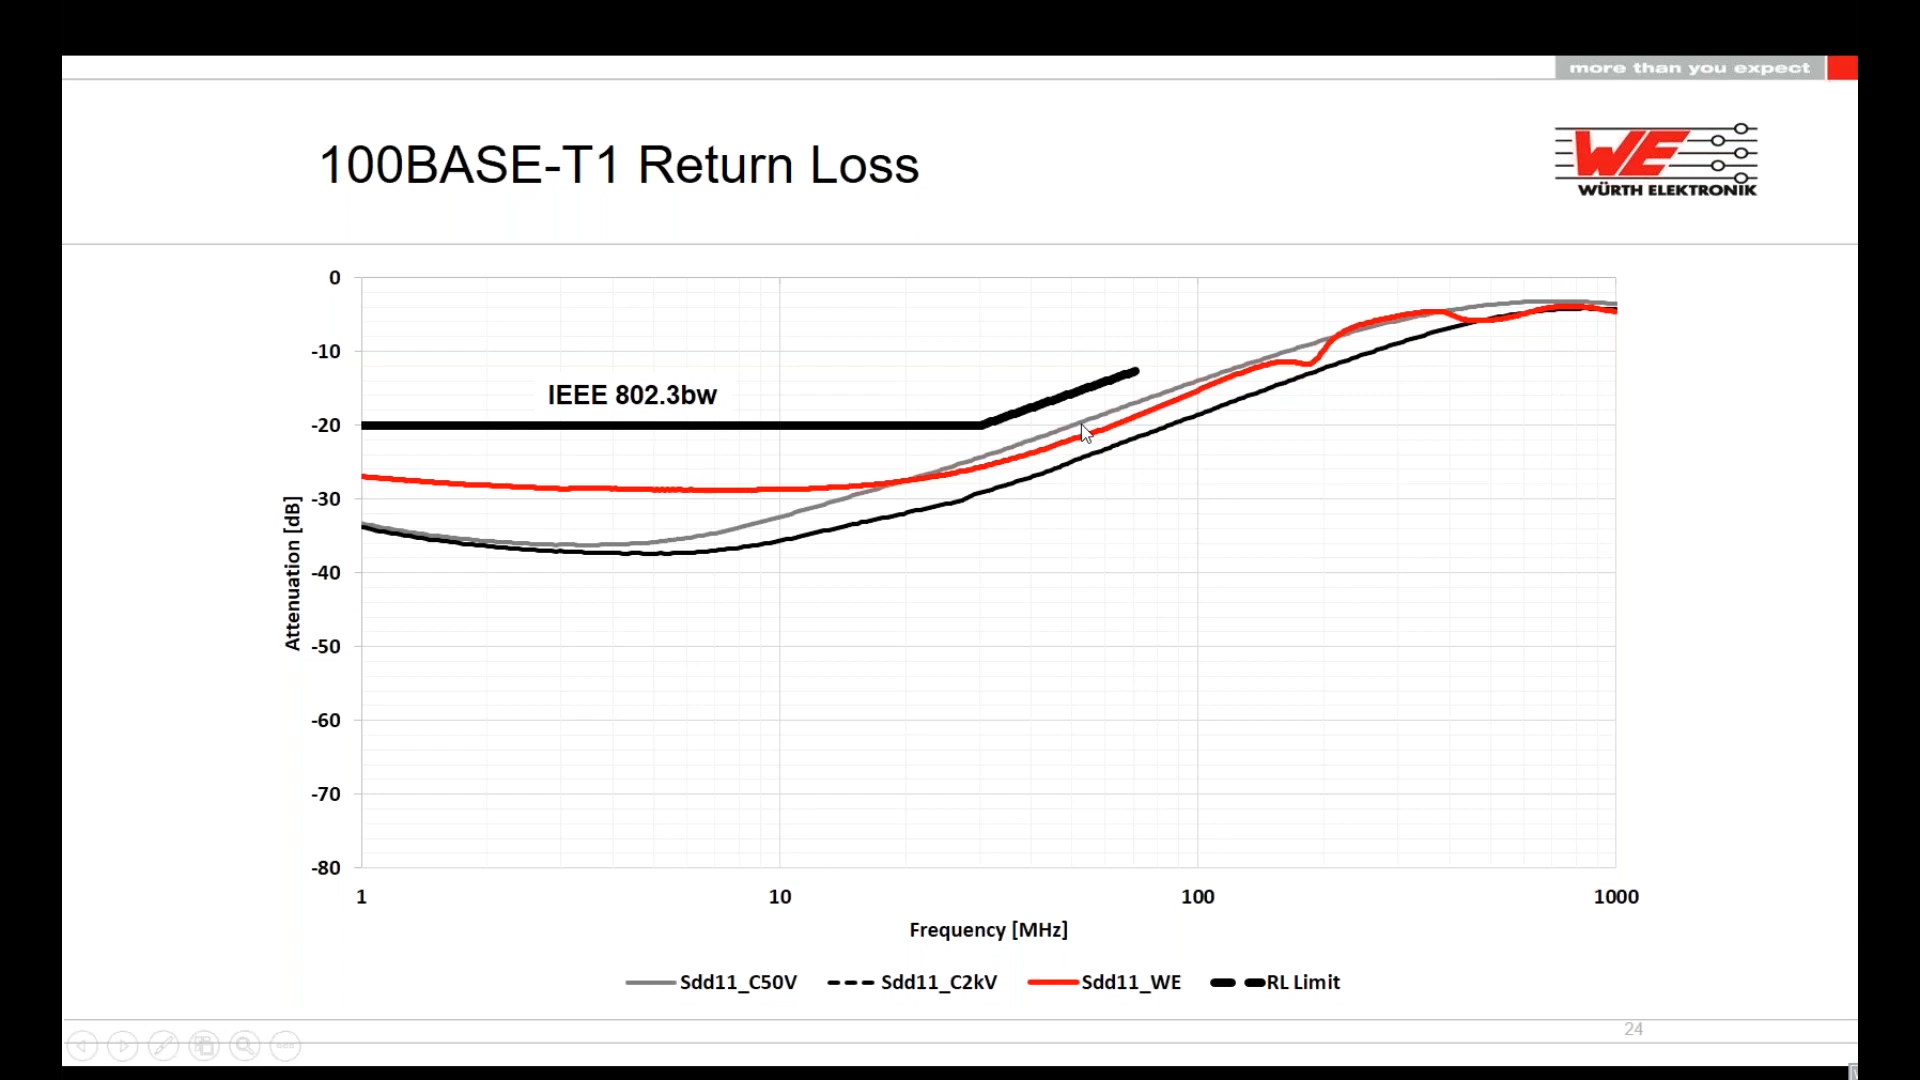 more than you expect
WE
WÜRTH ELEKTRONIK
100BASE-T1 Return Loss
0
-10
IEEE 802.3bw
-20
-30
-40
-50
-60
-70
-80
Attenuation [dB]
1 10 100 1000
Frequency [MHz]
Sdd11_C50V Sdd11_C2kV Sdd11_WE RL Limit
24